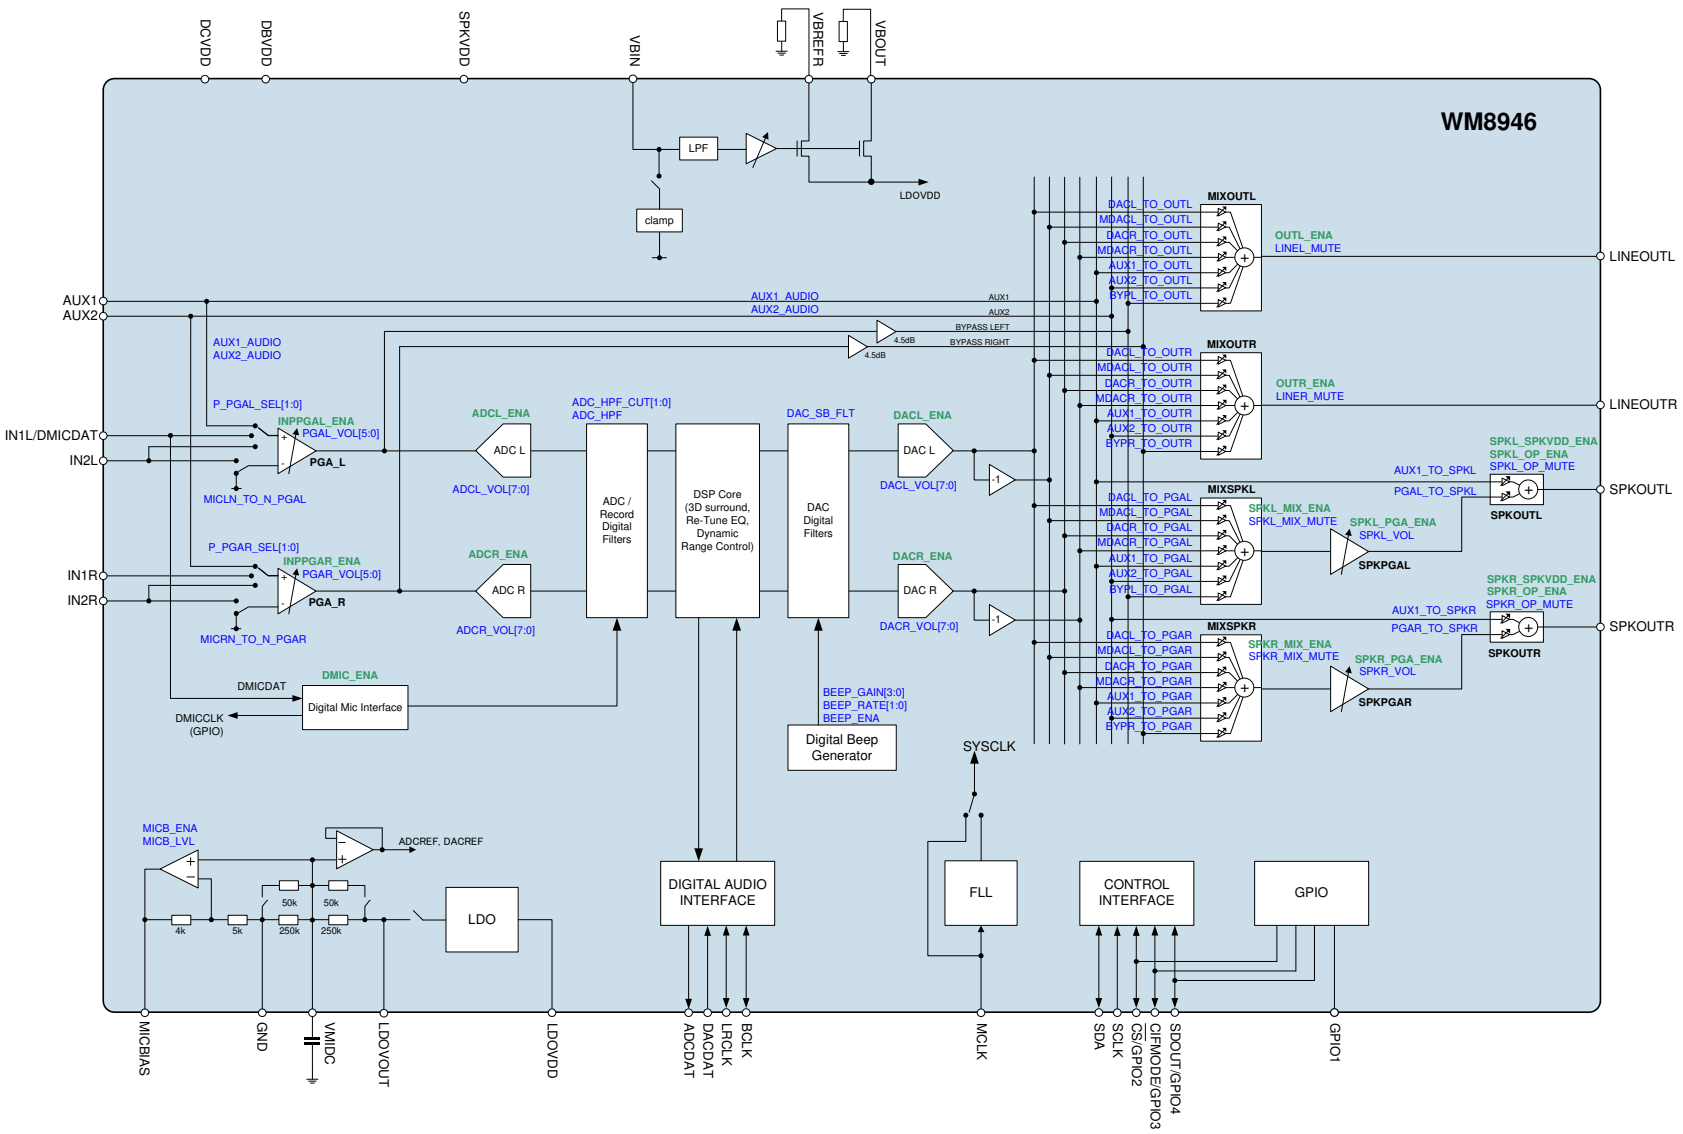 DCVDD
DBVDD
SPKVDD
VBIN
VBREFR
VBOUT
WM8946
LPF
clamp
LDOVDD
AUX1
AUX2
AUX1_AUDIO
AUX2_AUDIO
AUX1
AUX2
BYPASS LEFT
BYPASS RIGHT
4.5dB
4.5dB
AUX1_AUDIO
AUX2_AUDIO
P_PGAL_SEL[1:0]
INPPGAL_ENA
PGAL_VOL[5:0]
IN1L/DMICDAT
IN2L
+
-
PGA_L
MICLN_TO_N_PGAL
P_PGAR_SEL[1:0]
INPPGAR_ENA
PGAR_VOL[5:0]
IN1R
IN2R
+
-
PGA_R
MICRN_TO_N_PGAR
ADCL_ENA
ADC L
ADCL_VOL[7:0]
ADCR_ENA
ADC R
ADCR_VOL[7:0]
ADC_HPF_CUT[1:0]
ADC_HPF
ADC /
Record
Digital
Filters
DSP Core
(3D surround,
Re-Tune EQ,
Dynamic
Range Control)
DAC_SB_FLT
DAC
Digital
Filters
DACL_ENA
DAC L
DACL_VOL[7:0]
-1
DACR_ENA
DAC R
DACR_VOL[7:0]
-1
DMICDAT
DMIC_ENA
Digital Mic Interface
DMICCLK
(GPIO)
BEEP_GAIN[3:0]
BEEP_RATE[1:0]
BEEP_ENA
Digital Beep
Generator
MIXOUTL
DACL_TO_OUTL
MDACL_TO_OUTL
DACR_TO_OUTL
MDACR_TO_OUTL
AUX1_TO_OUTL
AUX2_TO_OUTL
BYPL_TO_OUTL
+
OUTL_ENA
LINEL_MUTE
LINEOUTL
MIXOUTR
DACL_TO_OUTR
MDACL_TO_OUTR
DACR_TO_OUTR
MDACR_TO_OUTR
AUX1_TO_OUTR
AUX2_TO_OUTR
BYPR_TO_OUTR
+
OUTR_ENA
LINER_MUTE
LINEOUTR
MIXSPKL
DACL_TO_PGAL
MDACL_TO_PGAL
DACR_TO_PGAL
MDACR_TO_PGAL
AUX1_TO_PGAL
AUX2_TO_PGAL
BYPL_TO_PGAL
+
SPKL_MIX_ENA
SPKL_MIX_MUTE
SPKL_PGA_ENA
SPKL_VOL
SPKPGAL
AUX1_TO_SPKL
PGAL_TO_SPKL
SPKL_SPKVDD_ENA
SPKL_OP_ENA
SPKL_OP_MUTE
+
SPKOUTL
SPKOUTL
MIXSPKR
DACL_TO_PGAR
MDACL_TO_PGAR
DACR_TO_PGAR
MDACR_TO_PGAR
AUX1_TO_PGAR
AUX2_TO_PGAR
BYPR_TO_PGAR
+
SPKR_MIX_ENA
SPKR_MIX_MUTE
SPKR_PGA_ENA
SPKR_VOL
SPKPGAR
AUX1_TO_SPKR
PGAR_TO_SPKR
SPKR_SPKVDD_ENA
SPKR_OP_ENA
SPKR_OP_MUTE
+
SPKOUTR
SPKOUTR
SYSCLK
MICB_ENA
MICB_LVL
+
−
−
+
ADCREF, DACREF
50k
50k
4k
5k
250k
250k
LDO
DIGITAL AUDIO
INTERFACE
FLL
CONTROL
INTERFACE
GPIO
MICBIAS
GND
VMIDC
LDOVOUT
LDOVDD
ADCDAT
DACDAT
LRCLK
BCLK
MCLK
SDA
SCLK
CS/GPIO2
CIFMODE/GPIO3
SDOUT/GPIO4
GPIO1